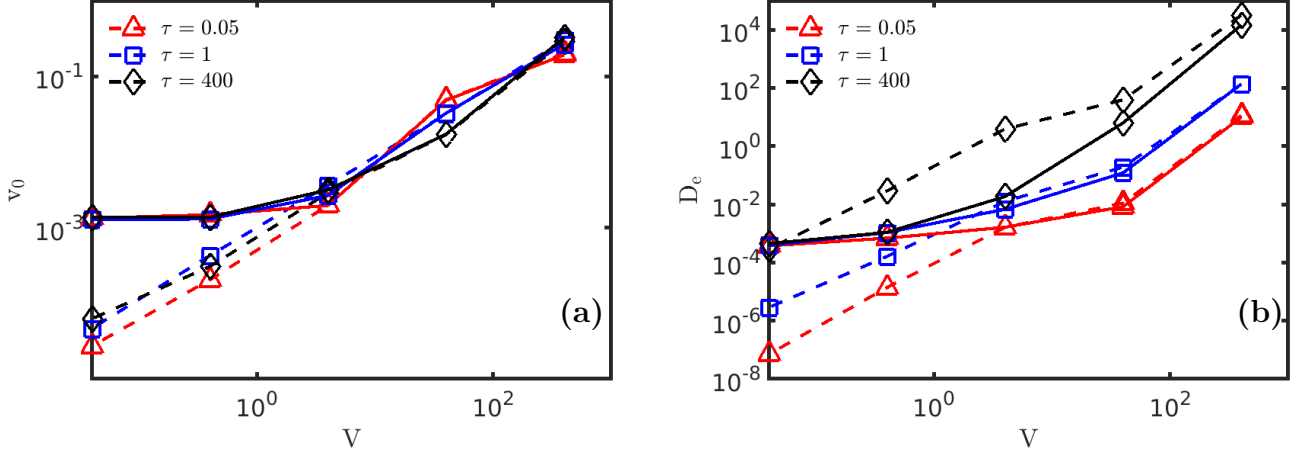 τ = 0.05
τ = 1
τ = 400
10^-1
10^-3
v_0
10^0
10^2
V
(a)
τ = 0.05
τ = 1
τ = 400
10^4
10^2
10^0
10^-2
10^-4
10^-6
10^-8
D_e
10^0
10^2
V
(b)